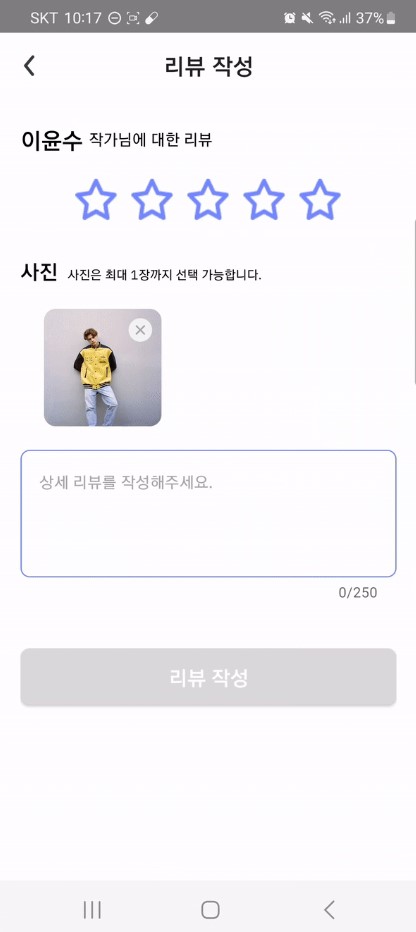 SKT 10:17 37%
리뷰 작성
이윤수 작가님에 대한 리뷰
사진 사진은 최대 1장까지 선택 가능합니다.
상세 리뷰를 작성해주세요.
0/250
리뷰 작성